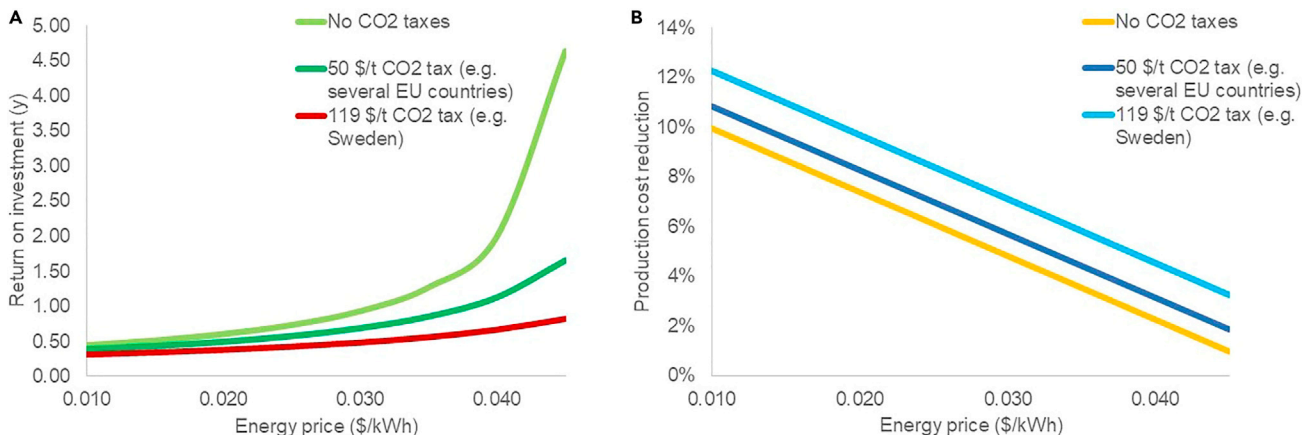 A
5.00
4.50
4.00
3.50
3.00
2.50
2.00
1.50
1.00
0.50
0.00
Return on investment (y)
0.010
0.020
0.030
0.040
Energy price ($/kWh)
No CO2 taxes
50 $/t CO2 tax (e.g.
several EU countries)
119 $/t CO2 tax (e.g.
Sweden)
B
14%
12%
10%
8%
6%
4%
2%
0%
Production cost reduction
0.010
0.020
0.030
0.040
Energy price ($/kWh)
No CO2 taxes
50 $/t CO2 tax (e.g.
several EU countries)
119 $/t CO2 tax (e.g.
Sweden)